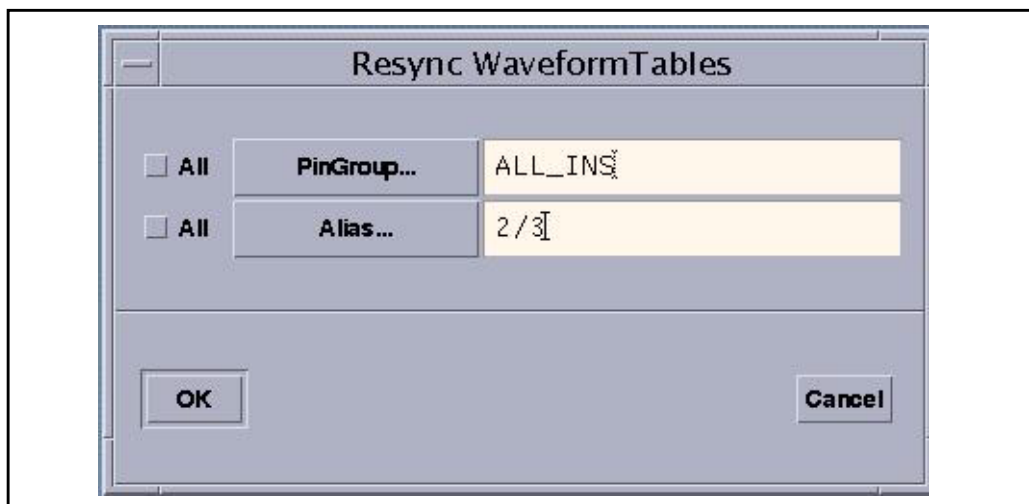 Resync WaveformTables
All PinGroup... ALL_INS
All Alias... 2/3
OK Cancel